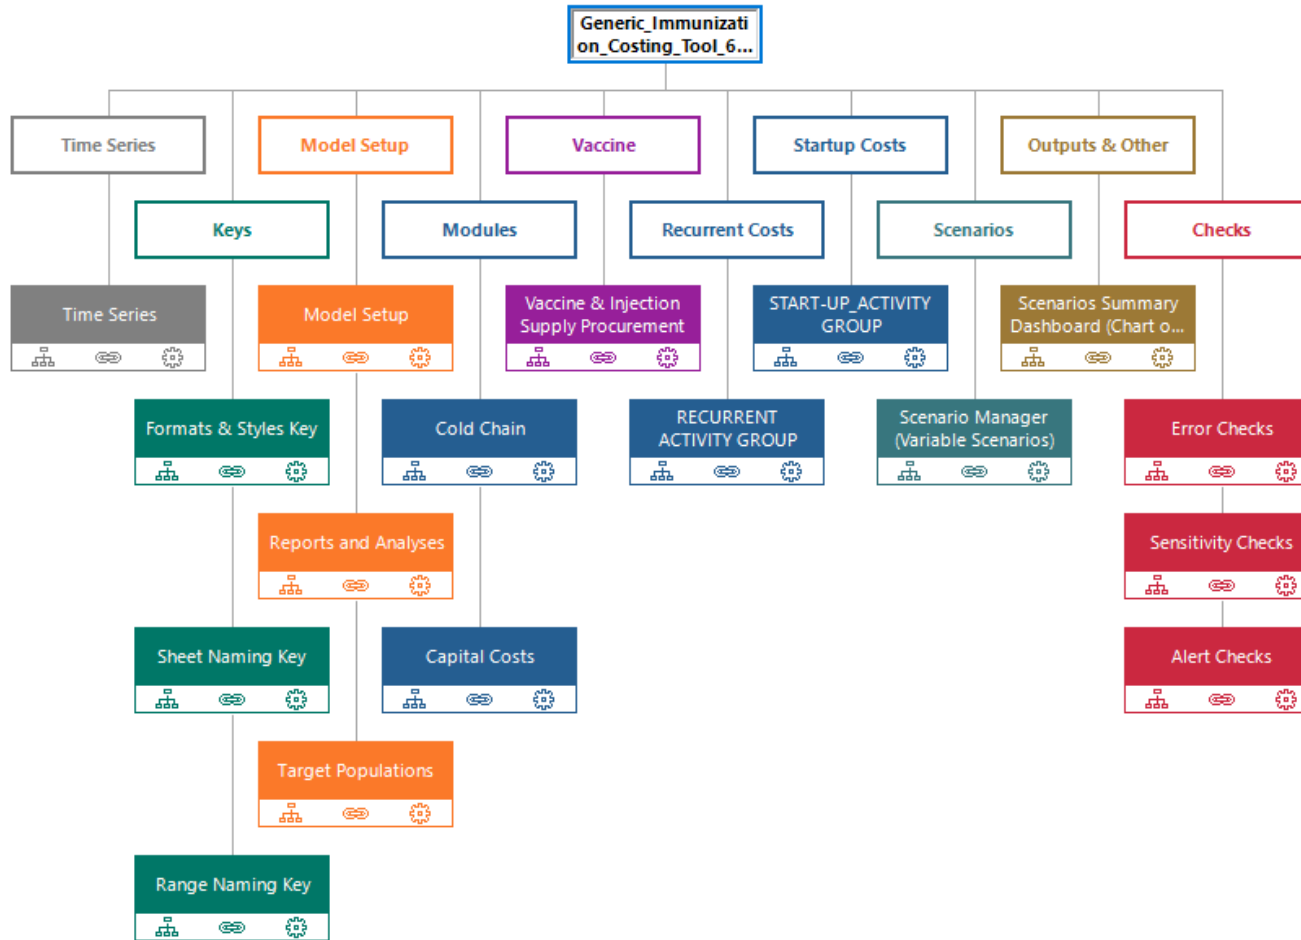 Generic_Immunizati
on_Costing_Tool_6...
Time Series
Model Setup
Vaccine
Startup Costs
Outputs & Other
Keys
Modules
Recurrent Costs
Scenarios
Checks
Time Series
Model Setup
Vaccine & Injection
Supply Procurement
START-UP_ACTIVITY
GROUP
Scenarios Summary
Dashboard (Chart o...
Formats & Styles Key
Cold Chain
RECURRENT
ACTIVITY GROUP
Scenario Manager
(Variable Scenarios)
Error Checks
Reports and Analyses
Sensitivity Checks
Sheet Naming Key
Capital Costs
Alert Checks
Target Populations
Range Naming Key